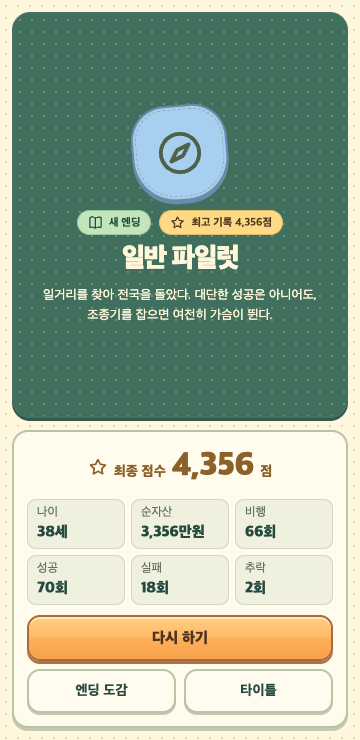 새 엔딩
최고 기록 4,356점
일반 파일럿
일거리를 찾아 전국을 돌았다. 대단한 성공은 아니어도,
조종기를 잡으면 여전히 가슴이 뛴다.
최종 점수 4,356 점
나이
38세
순자산
3,356만원
비행
66회
성공
70회
실패
18회
추락
2회
다시 하기
엔딩 도감
타이틀